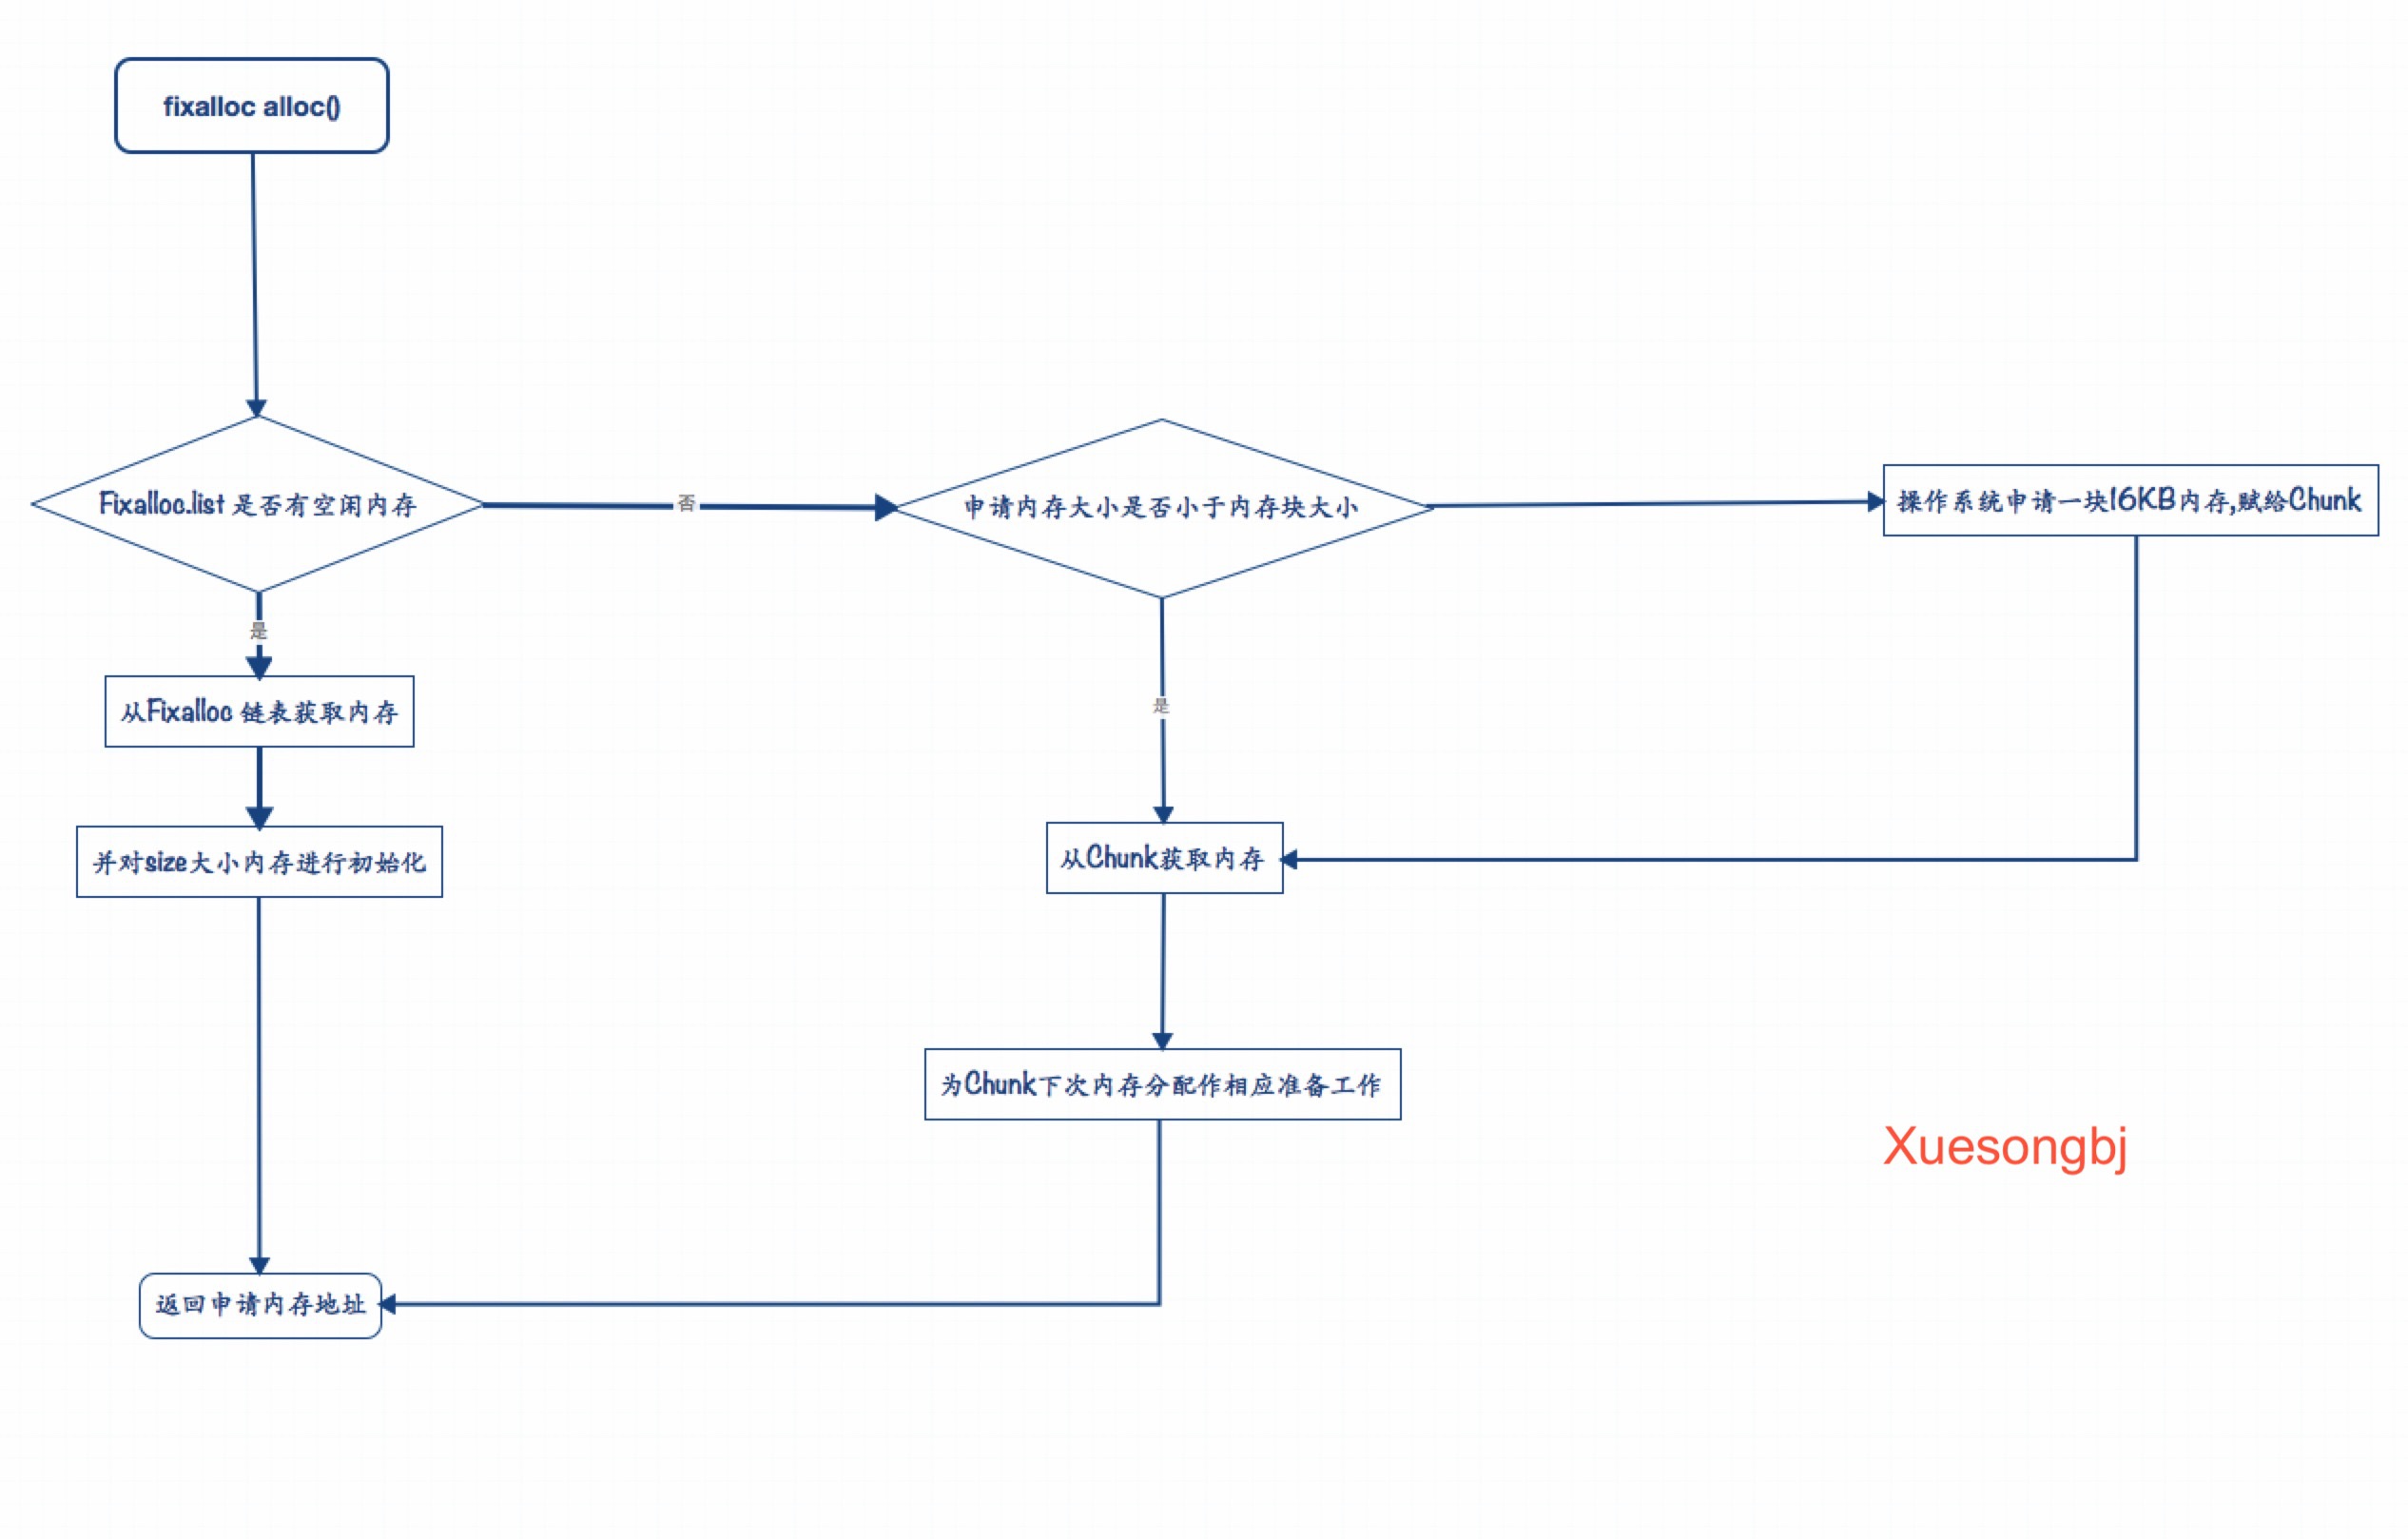 fixalloc alloc()
Fixalloc.list 是否有空闲内存
否
申请内存大小是否小于内存块大小
操作系统申请一块16KB内存,赋给Chunk
是
从Fixalloc 链表获取内存
是
并对size大小内存进行初始化
从Chunk获取内存
为Chunk下次内存分配作相应准备工作
Xuesongbj
返回申请内存地址